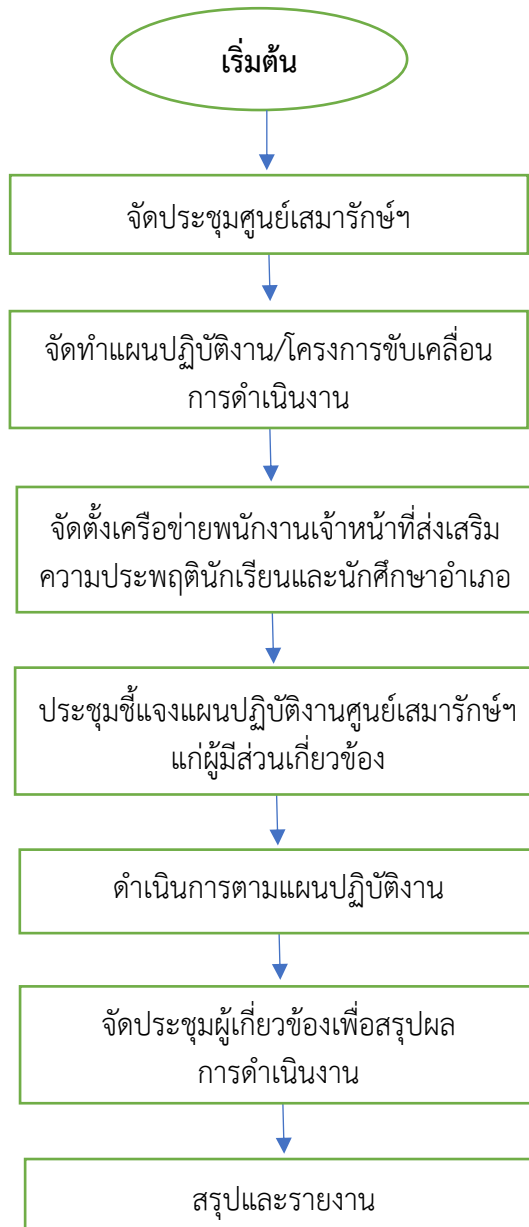 เริ่มต้น
จัดประชุมศูนย์เสมารักษ์ฯ
จัดทำแผนปฏิบัติงาน/โครงการขับเคลื่อน
การดำเนินงาน
จัดตั้งเครือข่ายพนักงานเจ้าหน้าที่ส่งเสริม
ความประพฤตินักเรียนและนักศึกษาอำเภอ
ประชุมชี้แจงแผนปฏิบัติงานศูนย์เสมารักษ์ฯ
แก่ผู้มีส่วนเกี่ยวข้อง
ดำเนินการตามแผนปฏิบัติงาน
จัดประชุมผู้เกี่ยวข้องเพื่อสรุปผล
การดำเนินงาน
สรุปและรายงาน